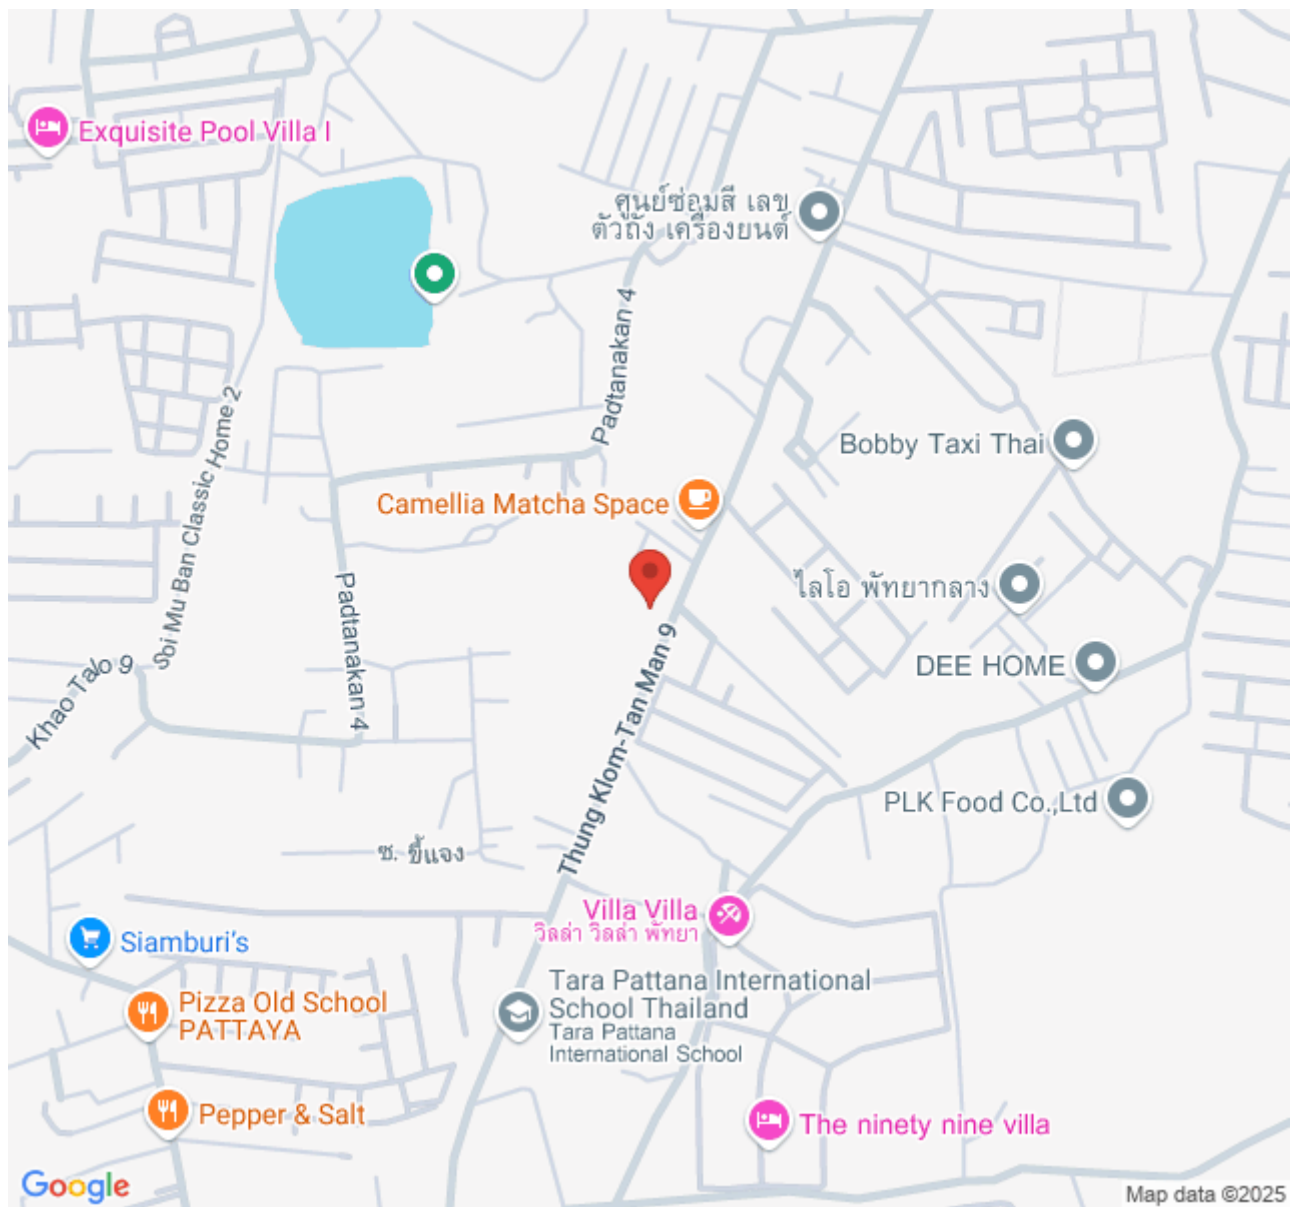 Exquisite Pool Villa I
ศูนย์ซ่อมสี เลข
ตัวถัง เครื่องยนต์
Padtanakan 4
Soi Mu Ban Classic Home 2
Bobby Taxi Thai
Camellia Matcha Space
ไลโอ พัทยากลาง
Padtanakan 4
Khao Talo 9
DEE HOME
Thung Klom-Tan Man 9
PLK Food Co.,Ltd
ซ. ขี้แจง
Villa Villa
วิลล่า วิลล่า พัทยา
Siamburi's
Tara Pattana International
School Thailand
Tara Pattana
International School
Pizza Old School
PATTAYA
Pepper & Salt
The ninety nine villa
Google
Map data ©2025